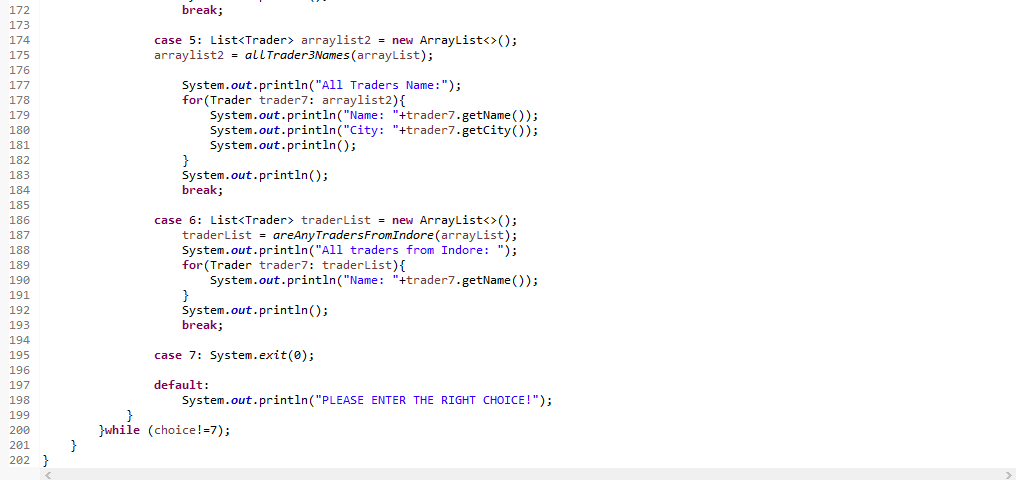 172                     break;
173
174                 case 5: List<Trader> arraylist2 = new ArrayList<>();
175                 arraylist2 = allTrader3Names(arrayList);
176
177                     System.out.println("All Traders Name:");
178                     for(Trader trader7: arraylist2){
179                         System.out.println("Name: "+trader7.getName());
180                         System.out.println("City: "+trader7.getCity());
181                         System.out.println();
182                     }
183                     System.out.println();
184                     break;
185
186                 case 6: List<Trader> traderList = new ArrayList<>();
187                     traderList = areAnyTradersFromIndore(arrayList);
188                     System.out.println("All traders from Indore: ");
189                     for(Trader trader7: traderList){
190                         System.out.println("Name: "+trader7.getName());
191                     }
192                     System.out.println();
193                     break;
194
195                 case 7: System.exit(0);
196
197                 default:
198                     System.out.println("PLEASE ENTER THE RIGHT CHOICE!");
199             }
200         }while (choice!=7);
201     }
202 }